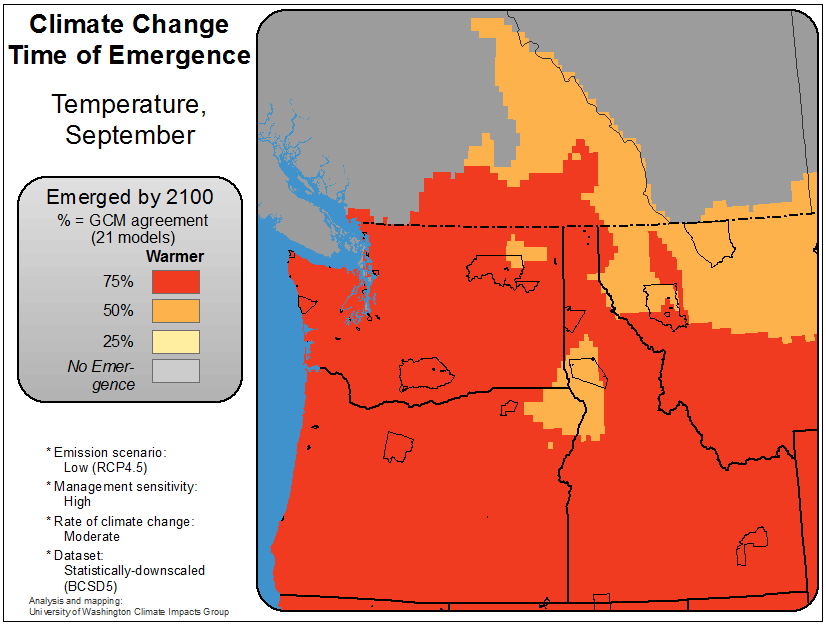 Climate Change
Time of Emergence
Temperature,
September
Emerged by 2100
% = GCM agreement
(21 models)
Warmer
75%
50%
25%
No Emer-
gence
* Emission scenario:
Low (RCP4.5)
* Management sensitivity:
High
* Rate of climate change:
Moderate
* Dataset:
Statistically-downscaled
(BCSD5)
Analysis and mapping:
University of Washington Climate Impacts Group